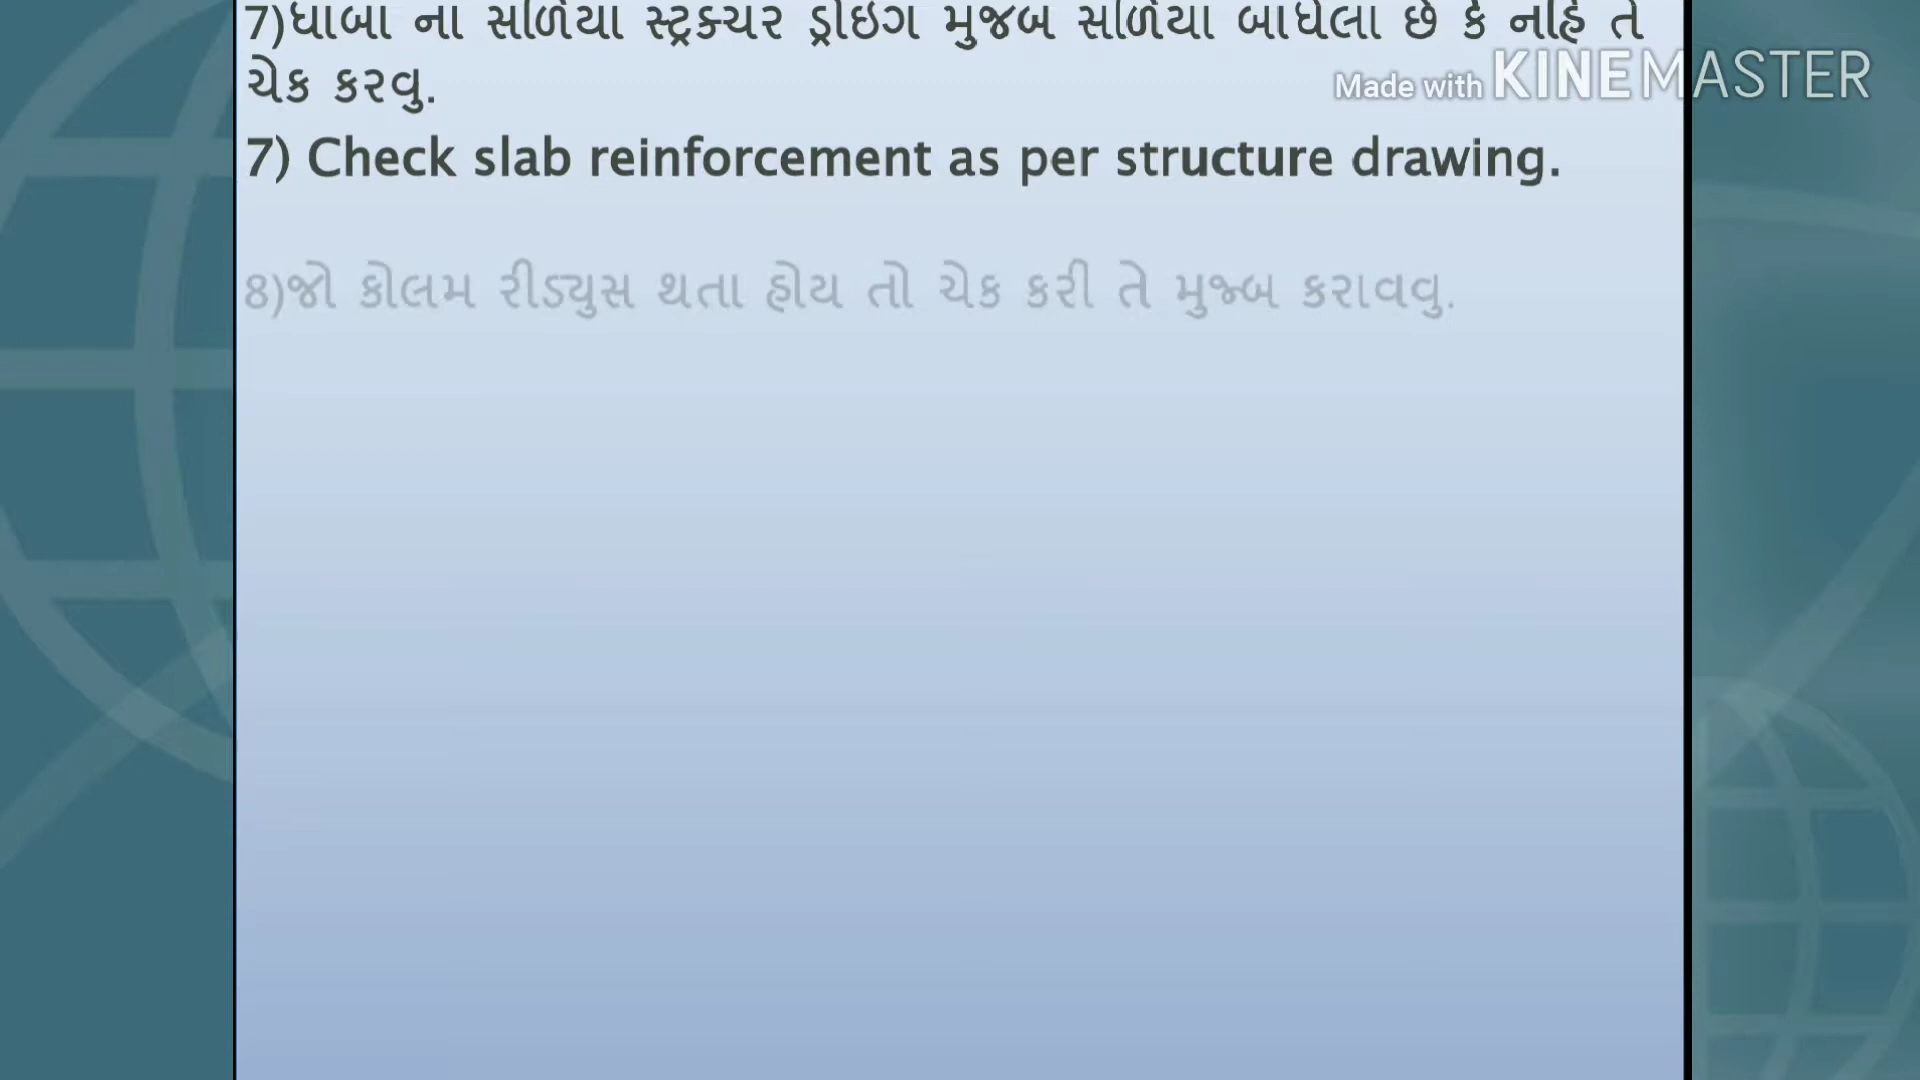 7)ધાબા ના સળિયા સ્ટ્રક્ચર ડ્રોઇંગ મુજબ સળિયા બાંધેલા છે કે નહિ તે
ચેક કરવુ.
Made with KINEMASTER
7) Check slab reinforcement as per structure drawing.
8)જો કોલમ રીડ્યુસ થતા હોય તો ચેક કરી તે મુજ્બ કરાવવુ.